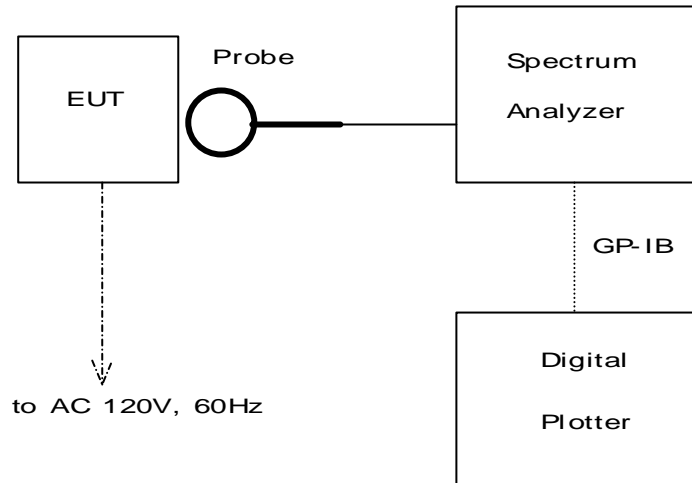 Probe
EUT
Spectrum
Analyzer
GP-IB
Digital
Plotter
to AC 120V, 60Hz